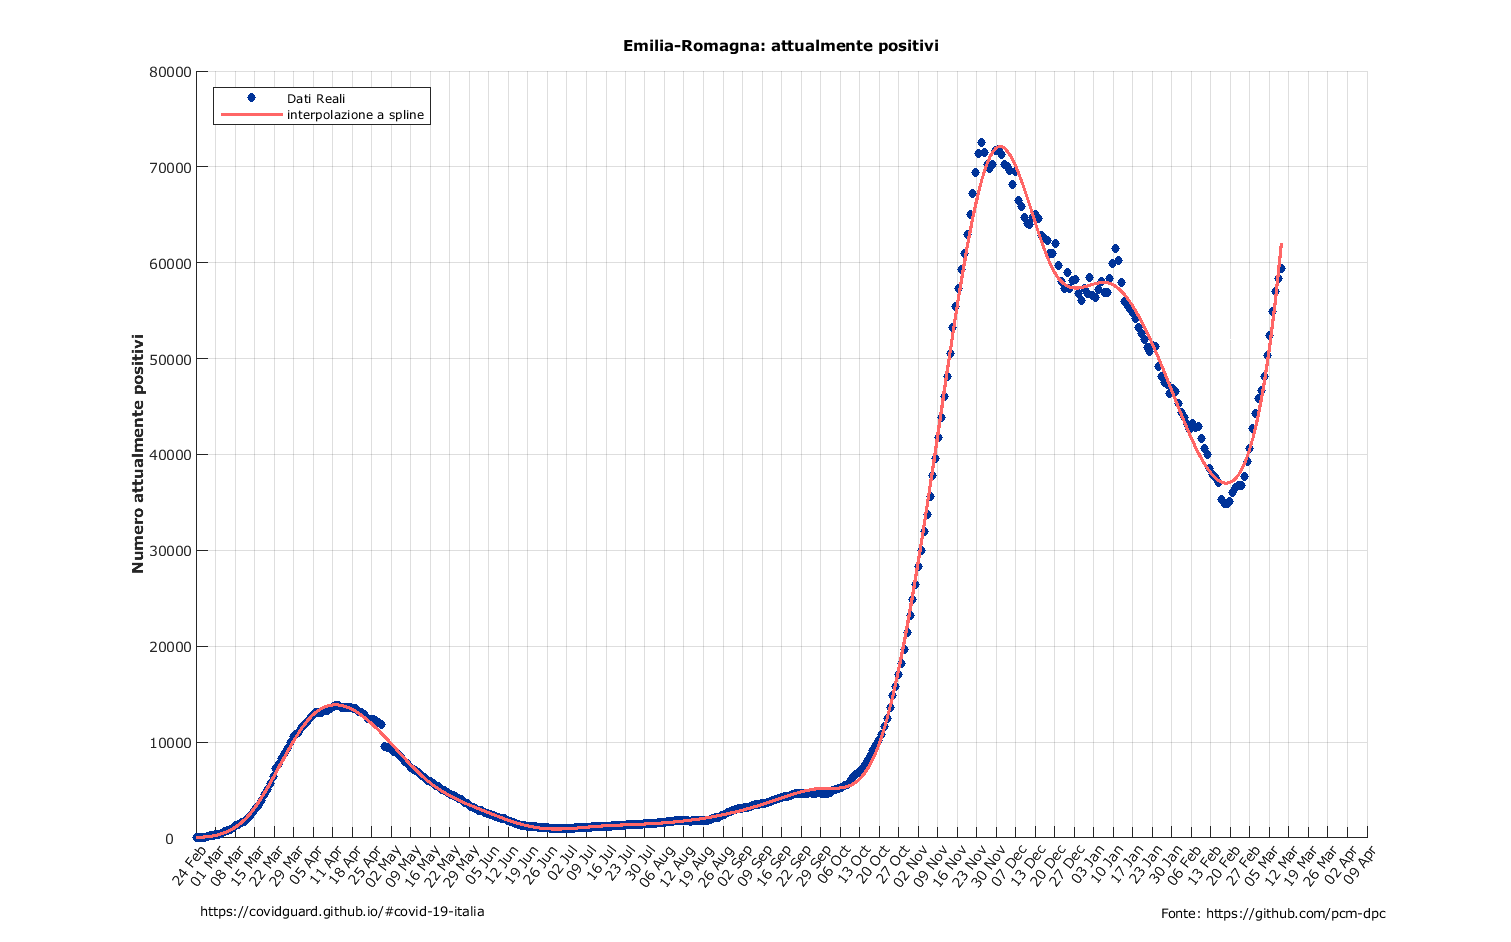 Emilia-Romagna: attualmente positivi
80000
70000
60000
50000
40000
30000
20000
10000
0
Numero attualmente positivi
Dati Reali
interpolazione a spline
24 Feb
01 Mar
08 Mar
15 Mar
22 Mar
29 Mar
05 Apr
11 Apr
18 Apr
25 Apr
02 May
09 May
16 May
22 May
29 May
05 Jun
12 Jun
19 Jun
26 Jun
02 Jul
09 Jul
16 Jul
23 Jul
30 Jul
06 Aug
12 Aug
19 Aug
26 Aug
02 Sep
09 Sep
16 Sep
22 Sep
29 Sep
06 Oct
13 Oct
20 Oct
27 Oct
02 Nov
09 Nov
16 Nov
23 Nov
30 Nov
07 Dec
13 Dec
20 Dec
27 Dec
03 Jan
10 Jan
17 Jan
23 Jan
30 Jan
06 Feb
13 Feb
20 Feb
27 Feb
05 Mar
12 Mar
19 Mar
26 Mar
02 Apr
09 Apr
https://covidguard.github.io/#covid-19-italia
Fonte: https://github.com/pcm-dpc